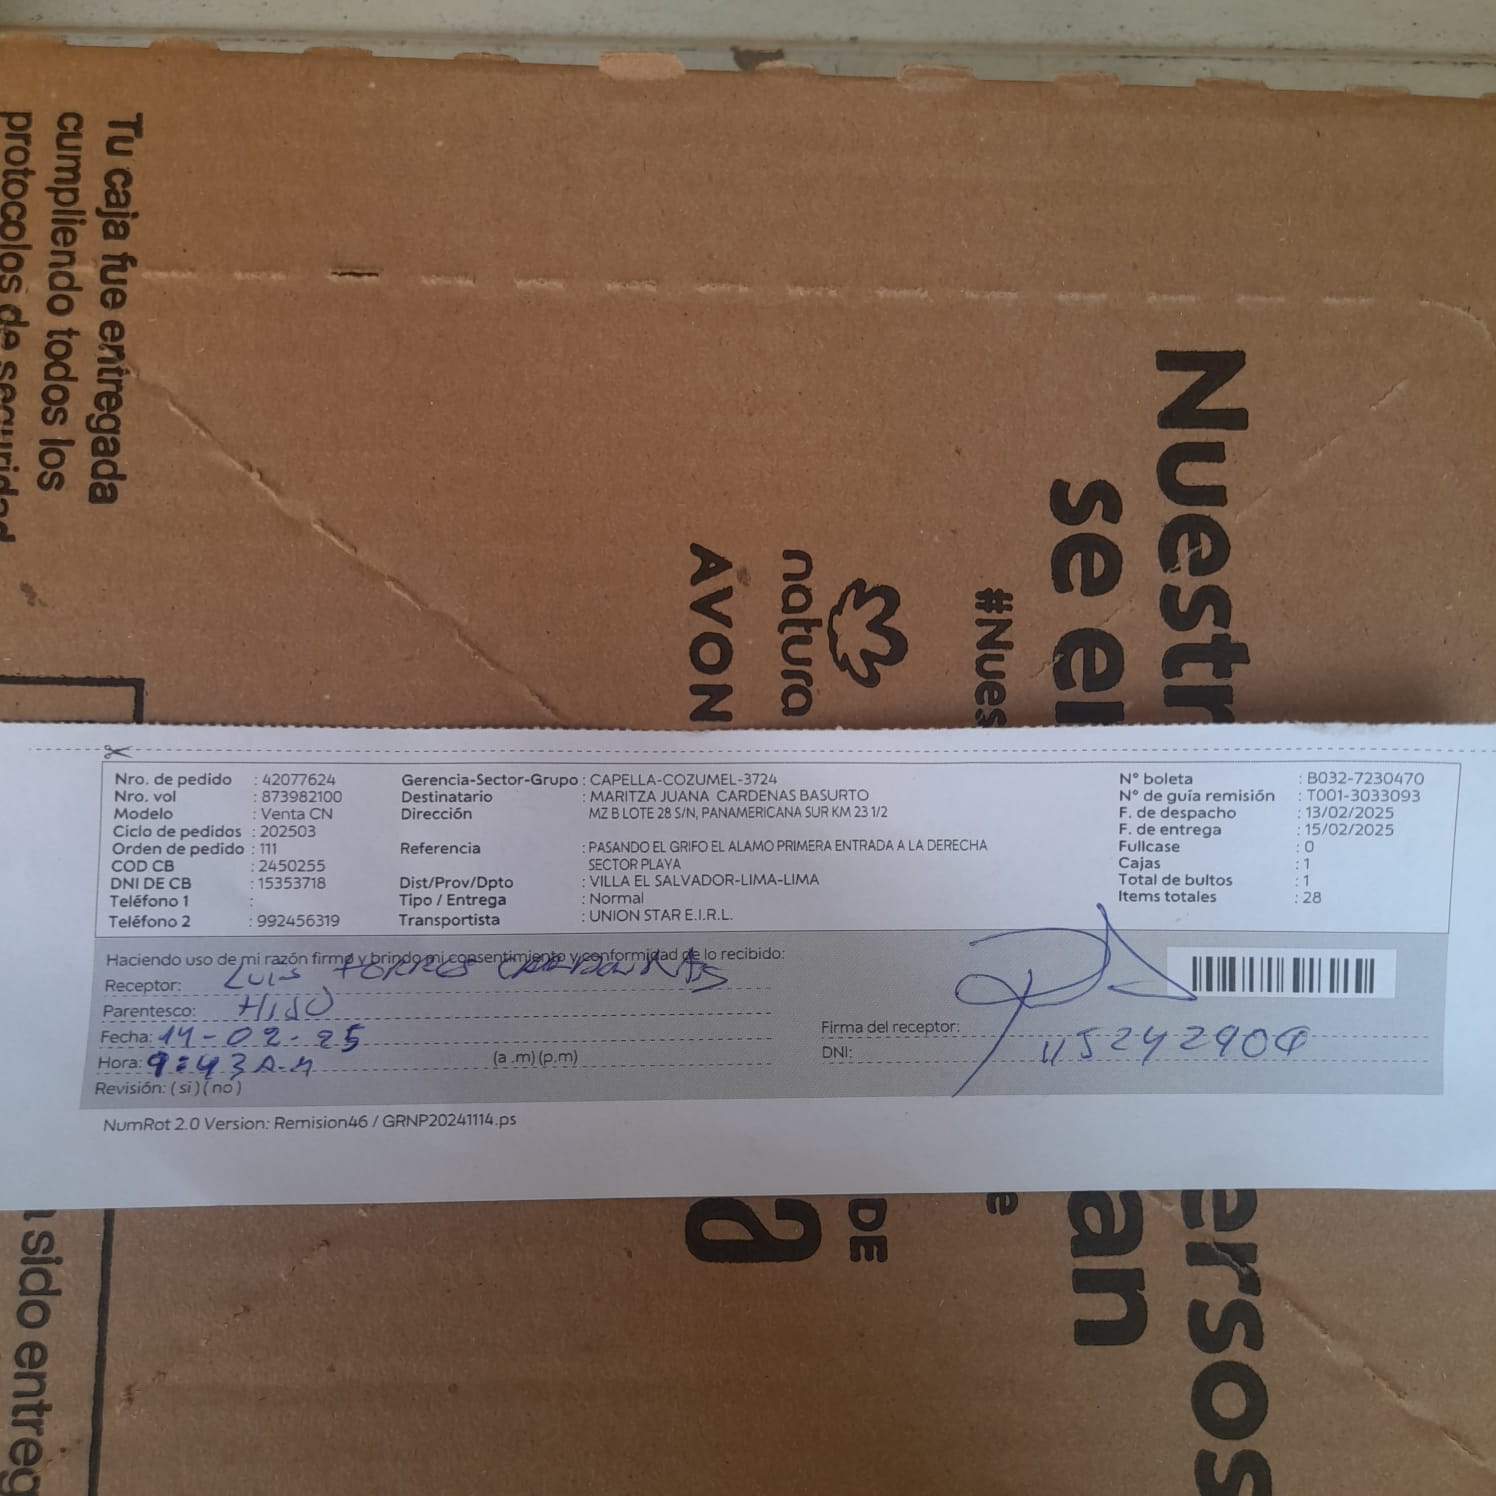 Tu caja fue entregada
cumpliendo todos los
protocolos de seguridad
Nuestr
se el
#Nues
natura
AVON
Nro. de pedido : 42077624
Nro. vol : 873982100
Modelo : Venta CN
Ciclo de pedidos : 202503
Orden de pedido : 111
COD CB : 2450255
DNI DE CB : 15353718
Teléfono 1 :
Teléfono 2 : 992456319
Gerencia-Sector-Grupo : CAPELLA-COZUMEL-3724
Destinatario : MARITZA JUANA CARDENAS BASURTO
Dirección MZ B LOTE 28 S/N, PANAMERICANA SUR KM 23 1/2
Referencia : PASANDO EL GRIFO EL ALAMO PRIMERA ENTRADA A LA DERECHA
SECTOR PLAYA
Dist/Prov/Dpto : VILLA EL SALVADOR-LIMA-LIMA
Tipo / Entrega : Normal
Transportista : UNION STAR E.I.R.L.
N° boleta : B032-7230470
N° de guía remisión : T001-3033093
F. de despacho : 13/02/2025
F. de entrega : 15/02/2025
Fullcase : 0
Cajas : 1
Total de bultos : 1
Items totales : 28
Haciendo uso de mi razón firmo y brindo mi consentimiento y conformidad de lo recibido:
Receptor: LUIS TORRES
Parentesco: HIJO
Fecha: 14-02-25
Hora: 9:43 A.M (a .m) (p.m)
Revisión: ( si ) ( no )
Firma del receptor:
DNI:
NumRot 2.0 Version: Remision46 / GRNP20241114.ps
ersos
an
e
DE
a
sido entreg